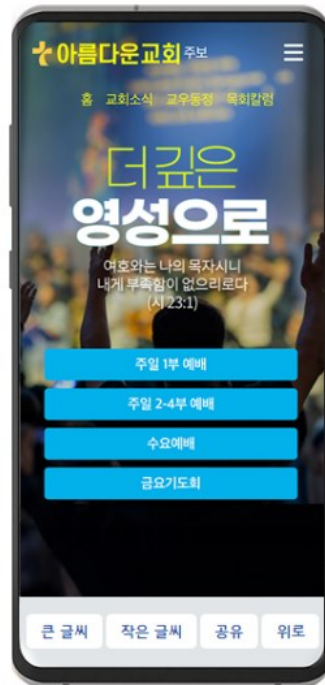 아름다운교회 주보
홈 교회소식 교우동정 목회칼럼
더 깊은
영성으로
여호와는 나의 목자시니
내게 부족함이 없으리로다
(시 23:1)
주일 1부 예배
주일 2-4부 예배
수요예배
금요기도회
큰 글씨 작은 글씨 공유 위로